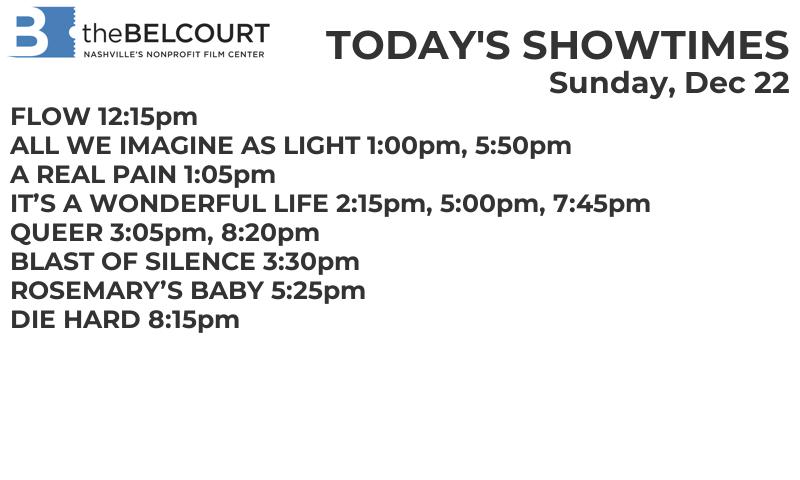 B theBELCOURT
NASHVILLE'S NONPROFIT FILM CENTER
TODAY'S SHOWTIMES
Sunday, Dec 22
FLOW 12:15pm
ALL WE IMAGINE AS LIGHT 1:00pm, 5:50pm
A REAL PAIN 1:05pm
IT’S A WONDERFUL LIFE 2:15pm, 5:00pm, 7:45pm
QUEER 3:05pm, 8:20pm
BLAST OF SILENCE 3:30pm
ROSEMARY’S BABY 5:25pm
DIE HARD 8:15pm